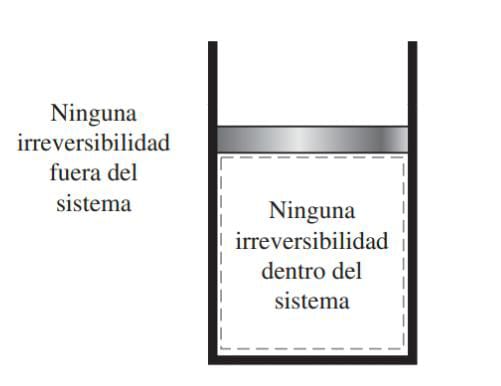 Ninguna
irreversibilidad
fuera del
sistema
Ninguna
irreversibilidad
dentro del
sistema